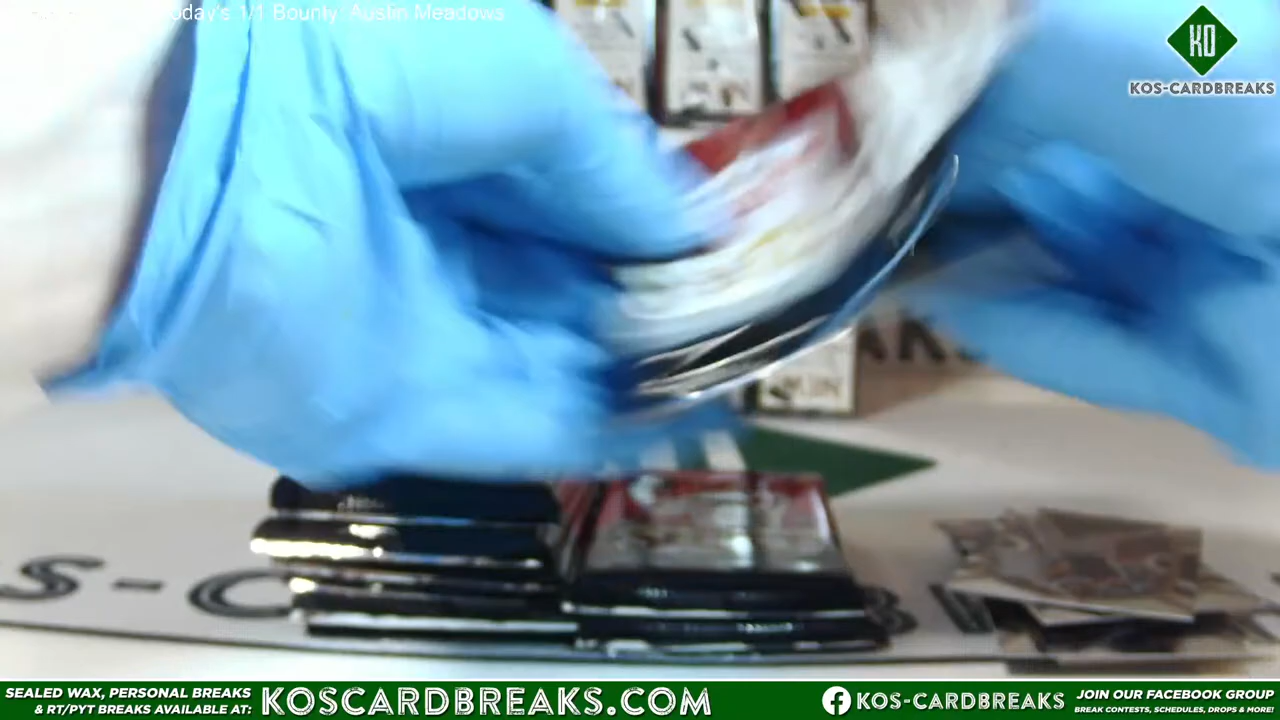 oday's 1/1 Bounty: Austin Meadows
KO
KOS-CARDBREAKS
S-C
SEALED WAX, PERSONAL BREAKS
& RT/PYT BREAKS AVAILABLE AT:
KOSCARDBREAKS.COM
KOS-CARDBREAKS
JOIN OUR FACEBOOK GROUP
BREAK CONTESTS, SCHEDULES, DROPS & MORE!